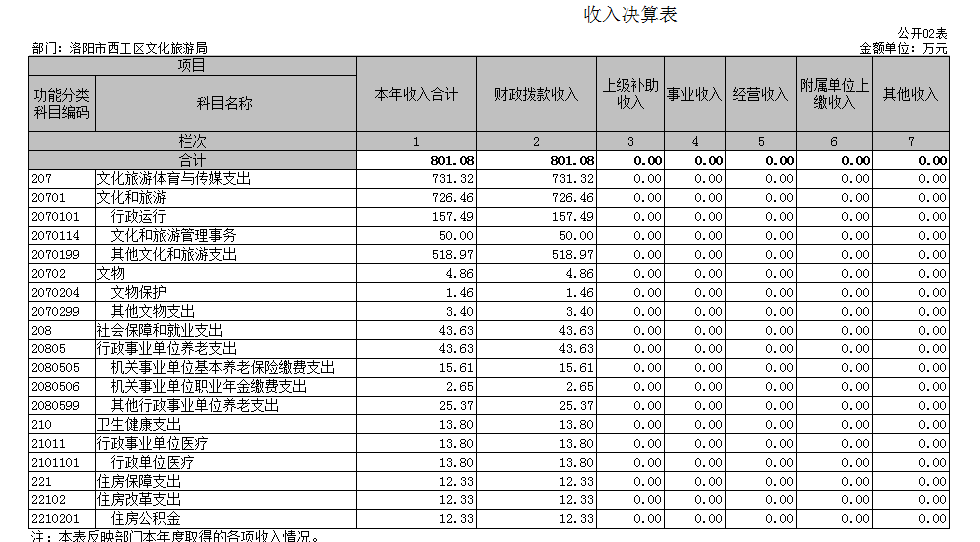 收入决算表
公开02表
部门：洛阳市西工区文化旅游局 金额单位：万元
项目 本年收入合计 财政拨款收入 上级补助收入 事业收入 经营收入 附属单位上缴收入 其他收入
功能分类科目编码 科目名称
栏次 1 2 3 4 5 6 7
合计 801.08 801.08 0.00 0.00 0.00 0.00 0.00
207 文化旅游体育与传媒支出 731.32 731.32 0.00 0.00 0.00 0.00 0.00
20701 文化和旅游 726.46 726.46 0.00 0.00 0.00 0.00 0.00
2070101 行政运行 157.49 157.49 0.00 0.00 0.00 0.00 0.00
2070114 文化和旅游管理事务 50.00 50.00 0.00 0.00 0.00 0.00 0.00
2070199 其他文化和旅游支出 518.97 518.97 0.00 0.00 0.00 0.00 0.00
20702 文物 4.86 4.86 0.00 0.00 0.00 0.00 0.00
2070204 文物保护 1.46 1.46 0.00 0.00 0.00 0.00 0.00
2070299 其他文物支出 3.40 3.40 0.00 0.00 0.00 0.00 0.00
208 社会保障和就业支出 43.63 43.63 0.00 0.00 0.00 0.00 0.00
20805 行政事业单位养老支出 43.63 43.63 0.00 0.00 0.00 0.00 0.00
2080505 机关事业单位基本养老保险缴费支出 15.61 15.61 0.00 0.00 0.00 0.00 0.00
2080506 机关事业单位职业年金缴费支出 2.65 2.65 0.00 0.00 0.00 0.00 0.00
2080599 其他行政事业单位养老支出 25.37 25.37 0.00 0.00 0.00 0.00 0.00
210 卫生健康支出 13.80 13.80 0.00 0.00 0.00 0.00 0.00
21011 行政事业单位医疗 13.80 13.80 0.00 0.00 0.00 0.00 0.00
2101101 行政单位医疗 13.80 13.80 0.00 0.00 0.00 0.00 0.00
221 住房保障支出 12.33 12.33 0.00 0.00 0.00 0.00 0.00
22102 住房改革支出 12.33 12.33 0.00 0.00 0.00 0.00 0.00
2210201 住房公积金 12.33 12.33 0.00 0.00 0.00 0.00 0.00
注：本表反映部门本年度取得的各项收入情况。